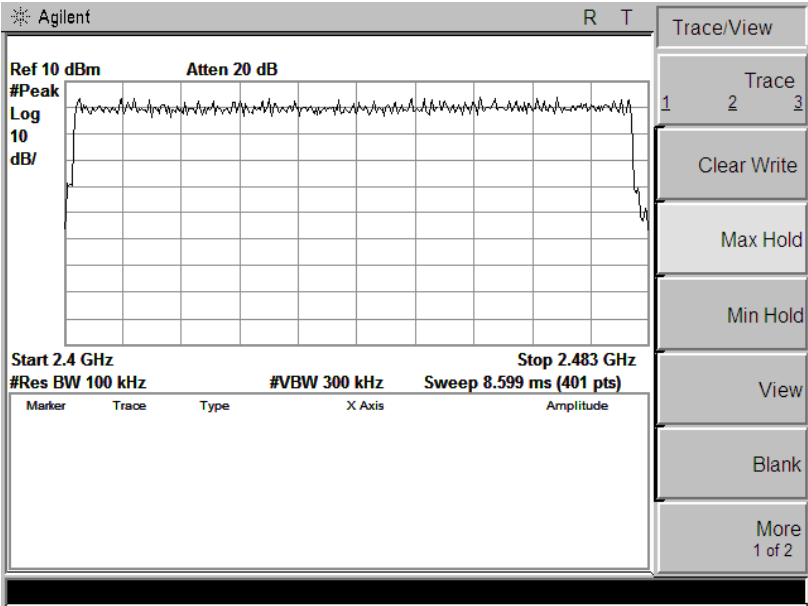 Agilent
R T
Trace/View
Ref 10 dBm
Atten 20 dB
#Peak
Log
10
dB/
Start 2.4 GHz
Stop 2.483 GHz
#Res BW 100 kHz
#VBW 300 kHz
Sweep 8.599 ms (401 pts)
Marker Trace Type X Axis Amplitude
Trace
1 2 3
Clear Write
Max Hold
Min Hold
View
Blank
More
1 of 2